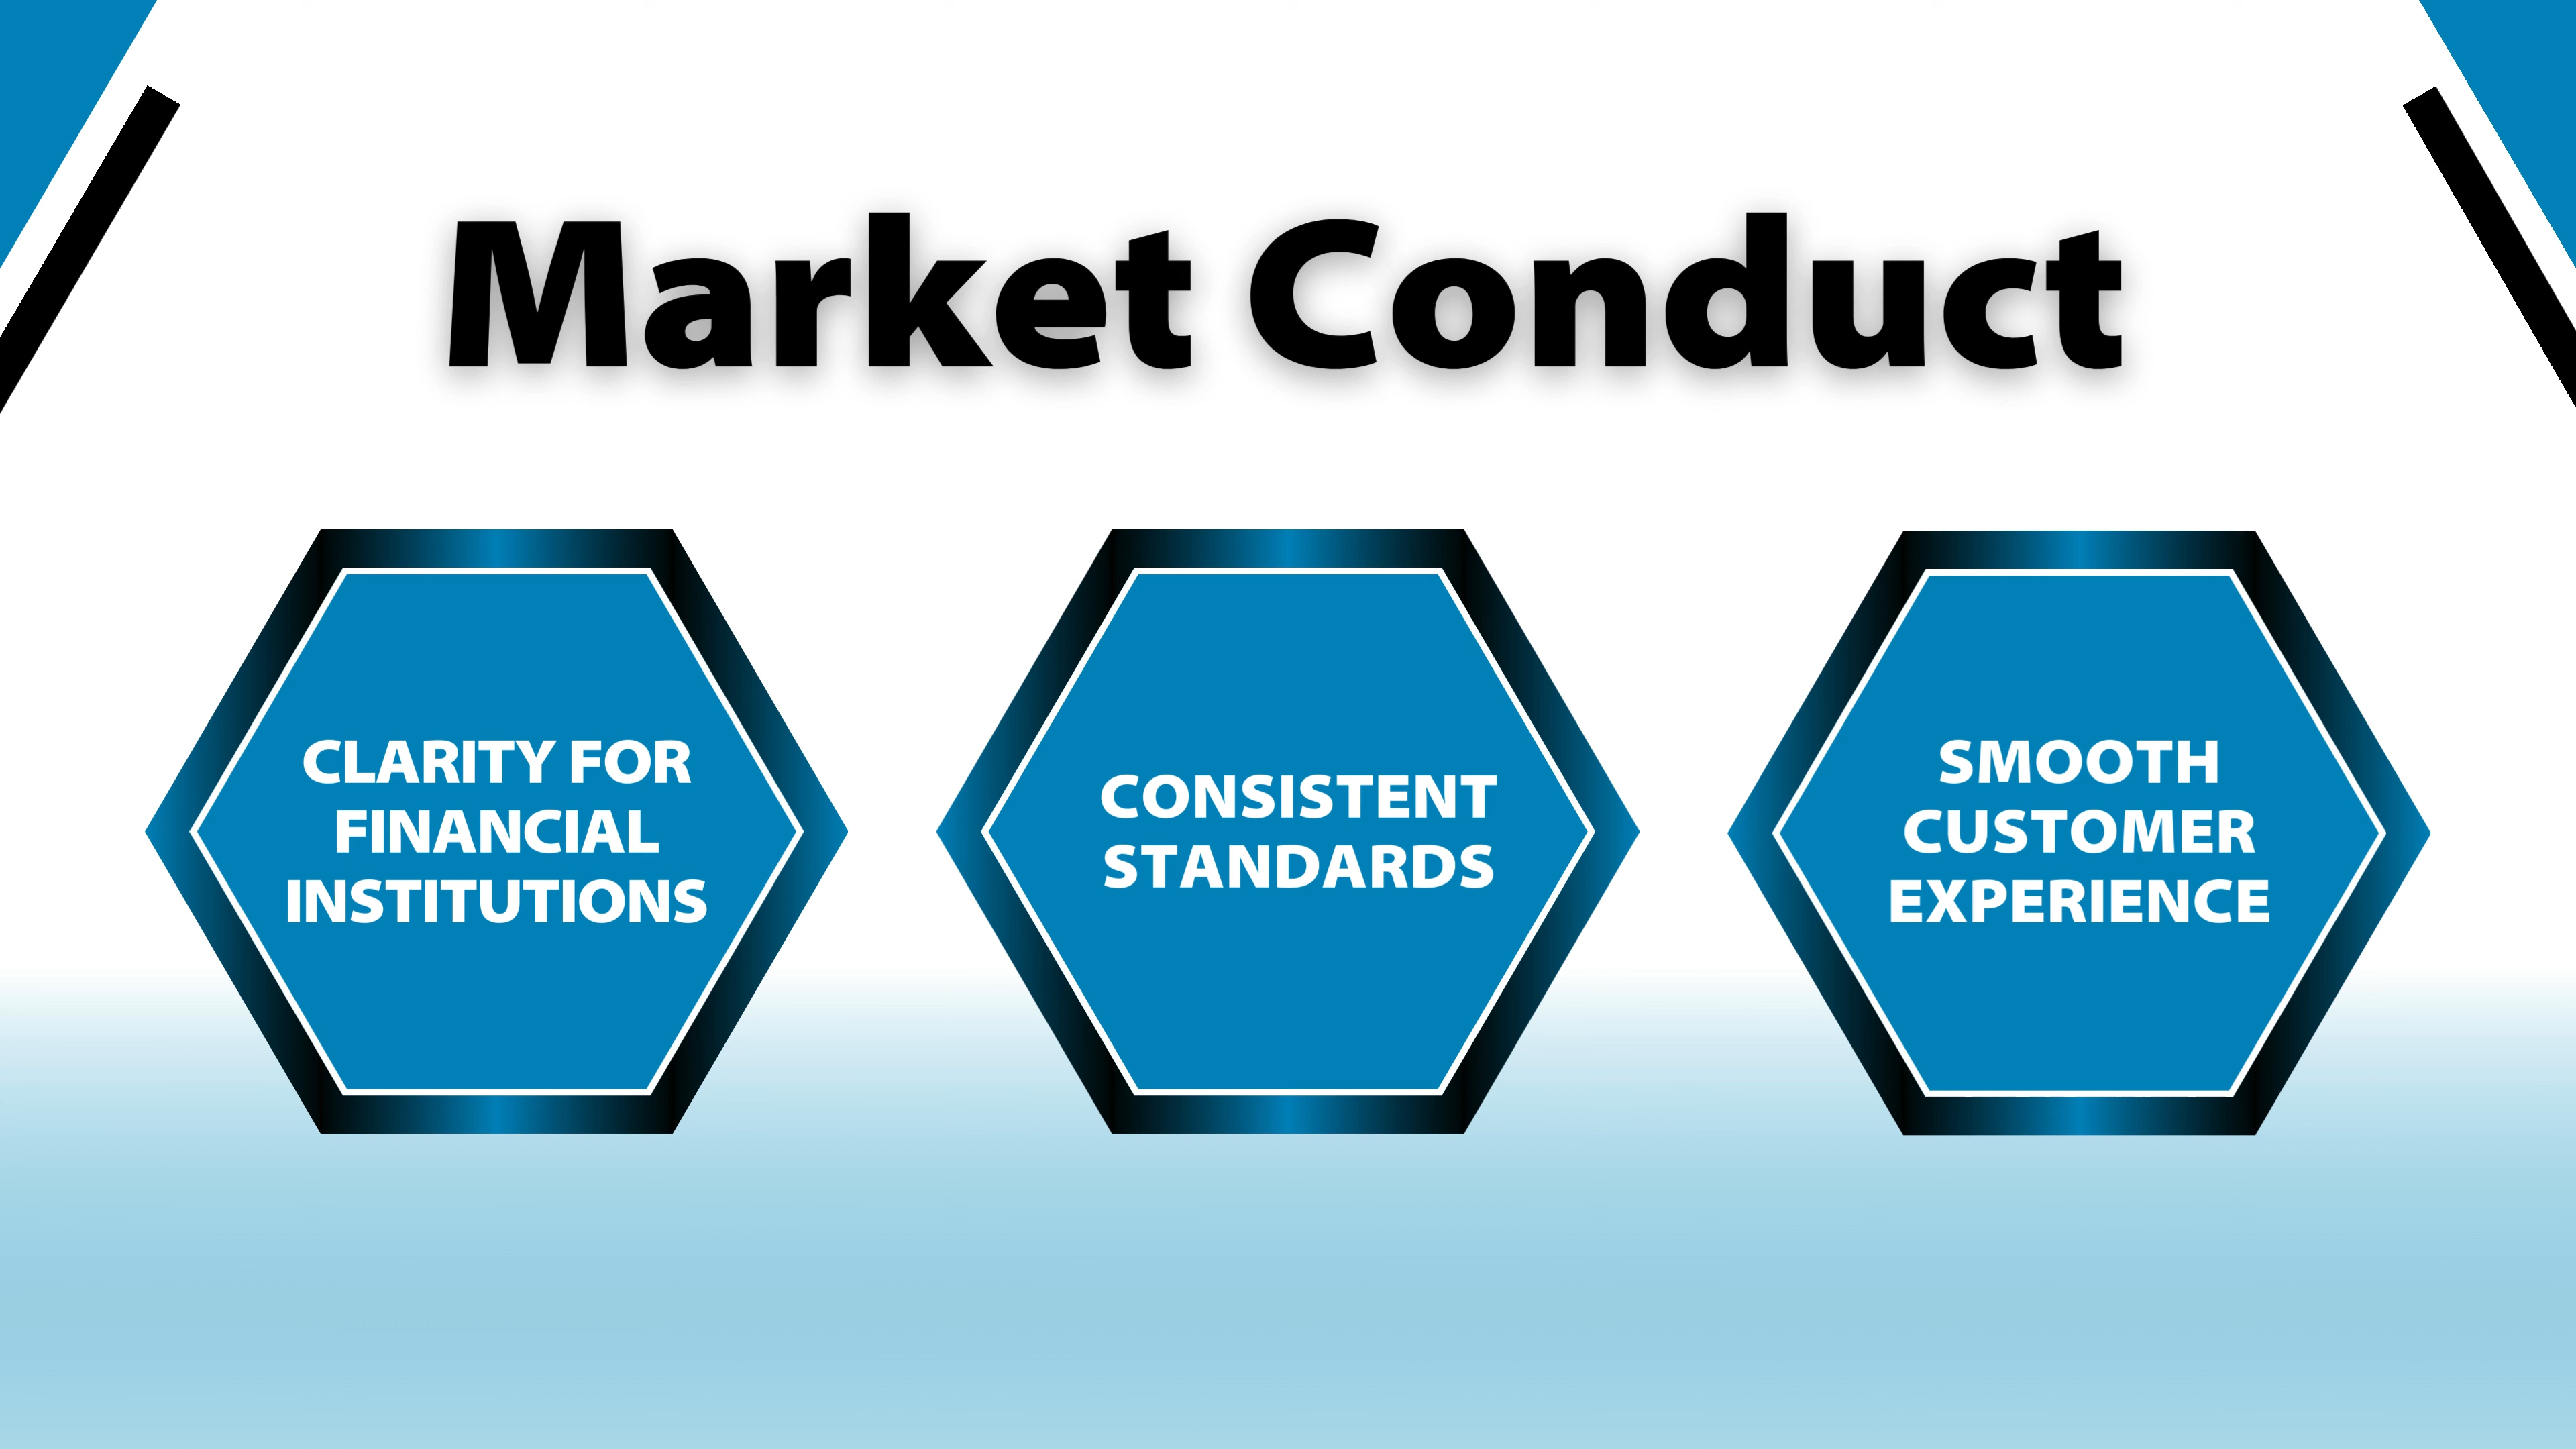 Market Conduct
CLARITY FOR
FINANCIAL
INSTITUTIONS
CONSISTENT
STANDARDS
SMOOTH
CUSTOMER
EXPERIENCE